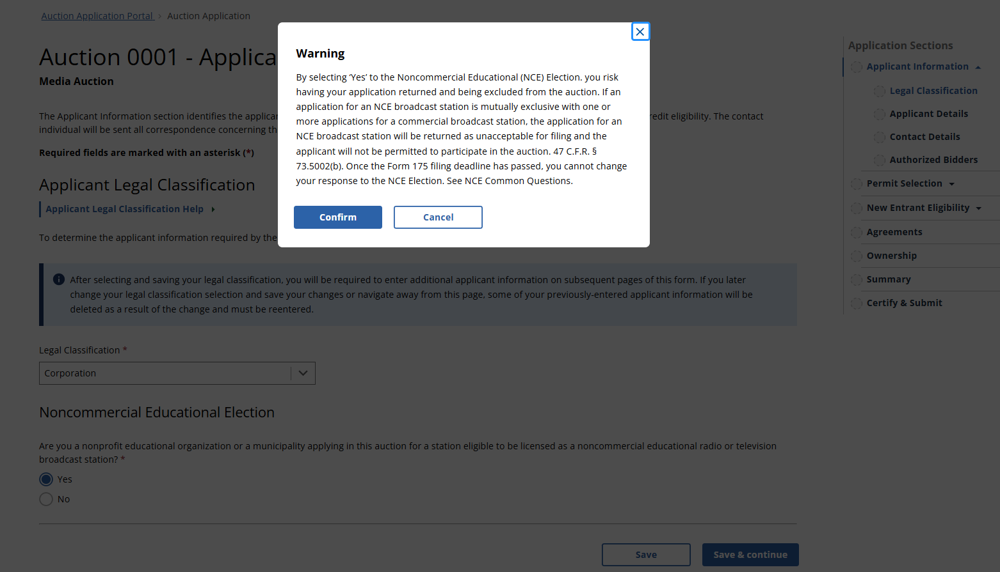 Auction Application Portal › Auction Application
Auction 0001 - Applica
Media Auction
The Applicant Information section identifies the applicar
redit eligibility. The contact
individual will be sent all correspondence concerning th
Required fields are marked with an asterisk (*)
Applicant Legal Classification
Applicant Legal Classification Help
To determine the applicant information required by the
Warning
By selecting ‘Yes’ to the Noncommercial Educational (NCE) Election. you risk
having your application returned and being excluded from the auction. If an
application for an NCE broadcast station is mutually exclusive with one or
more applications for a commercial broadcast station, the application for an
NCE broadcast station will be returned as unacceptable for filing and the
applicant will not be permitted to participate in the auction. 47 C.F.R. §
73.5002(b). Once the Form 175 filing deadline has passed, you cannot change
your response to the NCE Election. See NCE Common Questions.
Confirm
Cancel
After selecting and saving your legal classification, you will be required to enter additional applicant information on subsequent pages of this form. If you later
change your legal classification selection and save your changes or navigate away from this page, some of your previously-entered applicant information will be
deleted as a result of the change and must be reentered.
Legal Classification *
Corporation
Noncommercial Educational Election
Are you a nonprofit educational organization or a municipality applying in this auction for a station eligible to be licensed as a noncommercial educational radio or television
broadcast station? *
Yes
No
Save
Save & continue
Application Sections
Applicant Information
Legal Classification
Applicant Details
Contact Details
Authorized Bidders
Permit Selection
New Entrant Eligibility
Agreements
Ownership
Summary
Certify & Submit